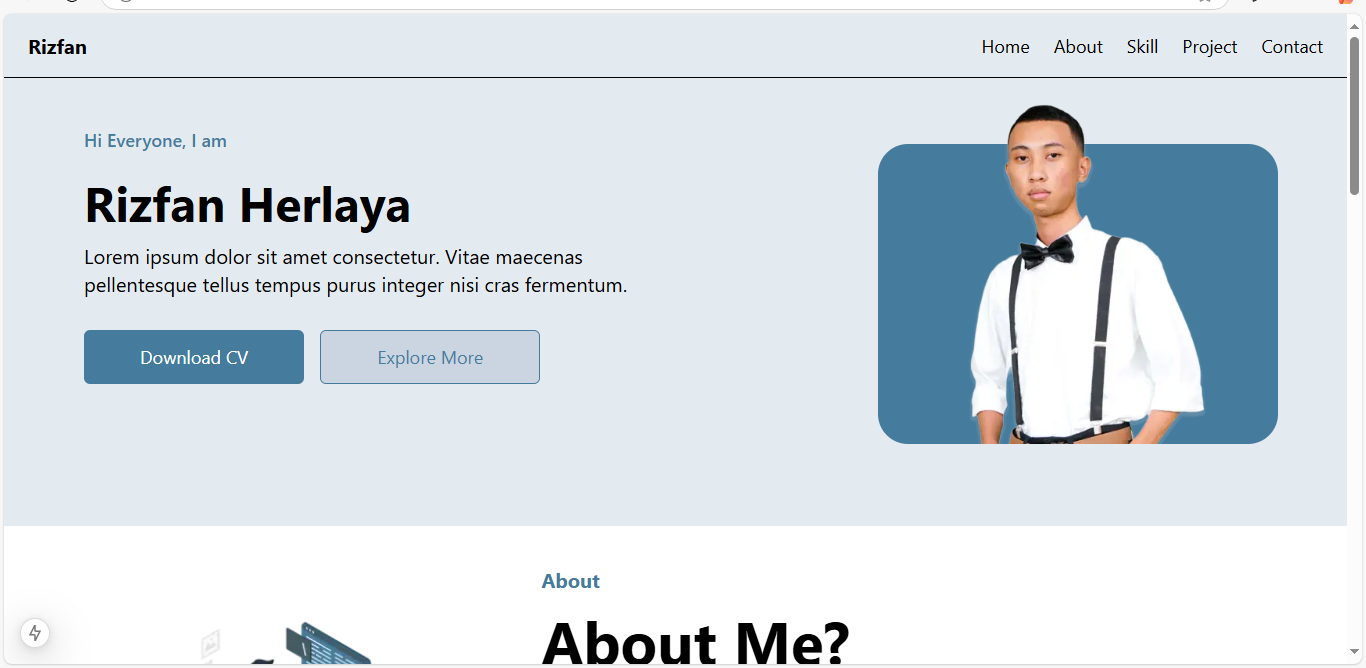 Rizfan
Home About Skill Project Contact
Hi Everyone, I am
Rizfan Herlaya
Lorem ipsum dolor sit amet consectetur. Vitae maecenas
pellentesque tellus tempus purus integer nisi cras fermentum.
Download CV
Explore More
About
About Me?